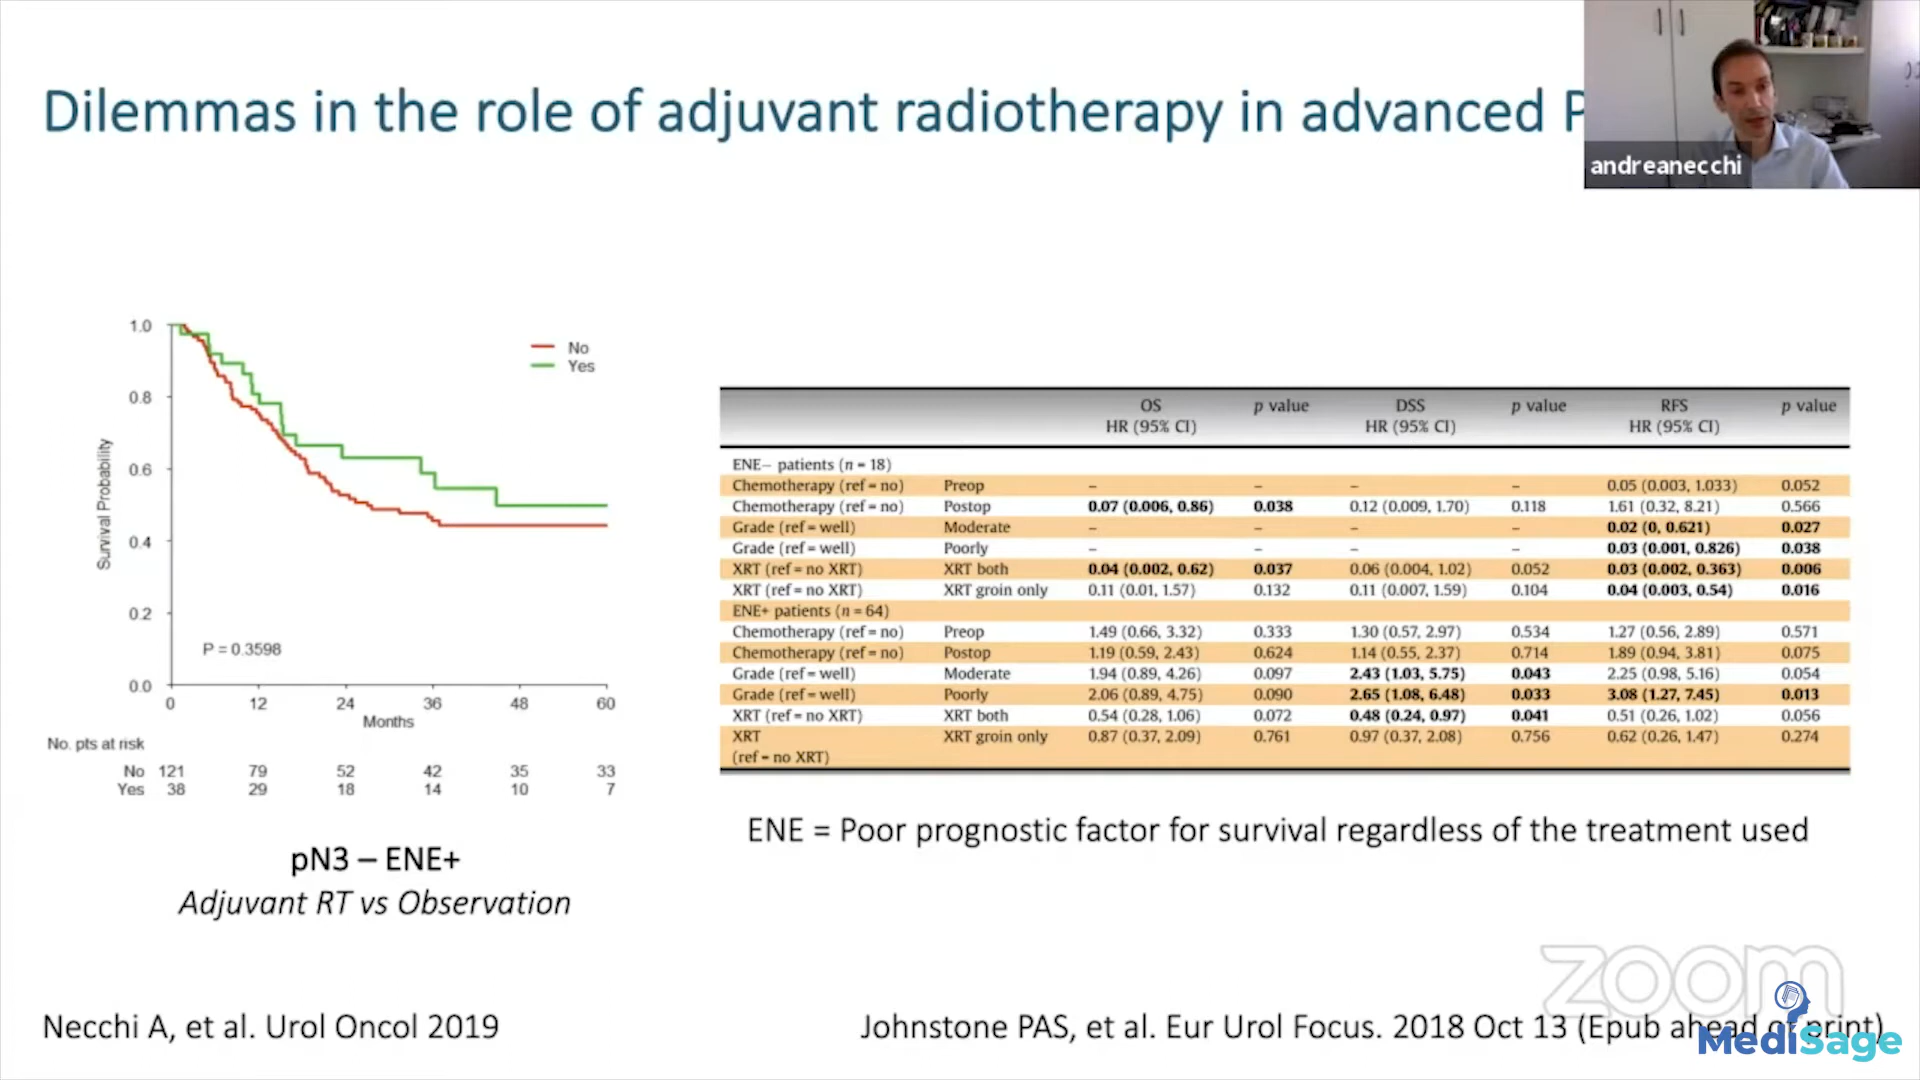 Dilemmas in the role of adjuvant radiotherapy in advanced P
andreanecchi
1.0
0.8
0.6
0.4
0.2
0.0
Survival Probability
No
Yes
P = 0.3598
0 12 24 36 48 60
Months
No. pts at risk
No 121 79 52 42 35 33
Yes 38 29 18 14 10 7
pN3 – ENE+
Adjuvant RT vs Observation
OS p value DSS p value RFS p value
HR (95% CI) HR (95% CI) HR (95% CI)
ENE– patients (n = 18)
Chemotherapy (ref = no) Preop – – – – 0.05 (0.003, 1.033) 0.052
Chemotherapy (ref = no) Postop 0.07 (0.006, 0.86) 0.038 0.12 (0.009, 1.70) 0.118 1.61 (0.32, 8.21) 0.566
Grade (ref = well) Moderate – – – – 0.02 (0, 0.621) 0.027
Grade (ref = well) Poorly – – – – 0.03 (0.001, 0.826) 0.038
XRT (ref = no XRT) XRT both 0.04 (0.002, 0.62) 0.037 0.06 (0.004, 1.02) 0.052 0.03 (0.002, 0.363) 0.006
XRT (ref = no XRT) XRT groin only 0.11 (0.01, 1.57) 0.132 0.11 (0.007, 1.59) 0.104 0.04 (0.003, 0.54) 0.016
ENE+ patients (n = 64)
Chemotherapy (ref = no) Preop 1.49 (0.66, 3.32) 0.333 1.30 (0.57, 2.97) 0.534 1.27 (0.56, 2.89) 0.571
Chemotherapy (ref = no) Postop 1.19 (0.59, 2.43) 0.624 1.14 (0.55, 2.37) 0.714 1.89 (0.94, 3.81) 0.075
Grade (ref = well) Moderate 1.94 (0.89, 4.26) 0.097 2.43 (1.03, 5.75) 0.043 2.25 (0.98, 5.16) 0.054
Grade (ref = well) Poorly 2.06 (0.89, 4.75) 0.090 2.65 (1.08, 6.48) 0.033 3.08 (1.27, 7.45) 0.013
XRT (ref = no XRT) XRT both 0.54 (0.28, 1.06) 0.072 0.48 (0.24, 0.97) 0.041 0.51 (0.26, 1.02) 0.056
XRT XRT groin only 0.87 (0.37, 2.09) 0.761 0.97 (0.37, 2.08) 0.756 0.62 (0.26, 1.47) 0.274
(ref = no XRT)
ENE = Poor prognostic factor for survival regardless of the treatment used
zoom
Necchi A, et al. Urol Oncol 2019
Johnstone PAS, et al. Eur Urol Focus. 2018 Oct 13 (Epub ahead of print)
MediSage